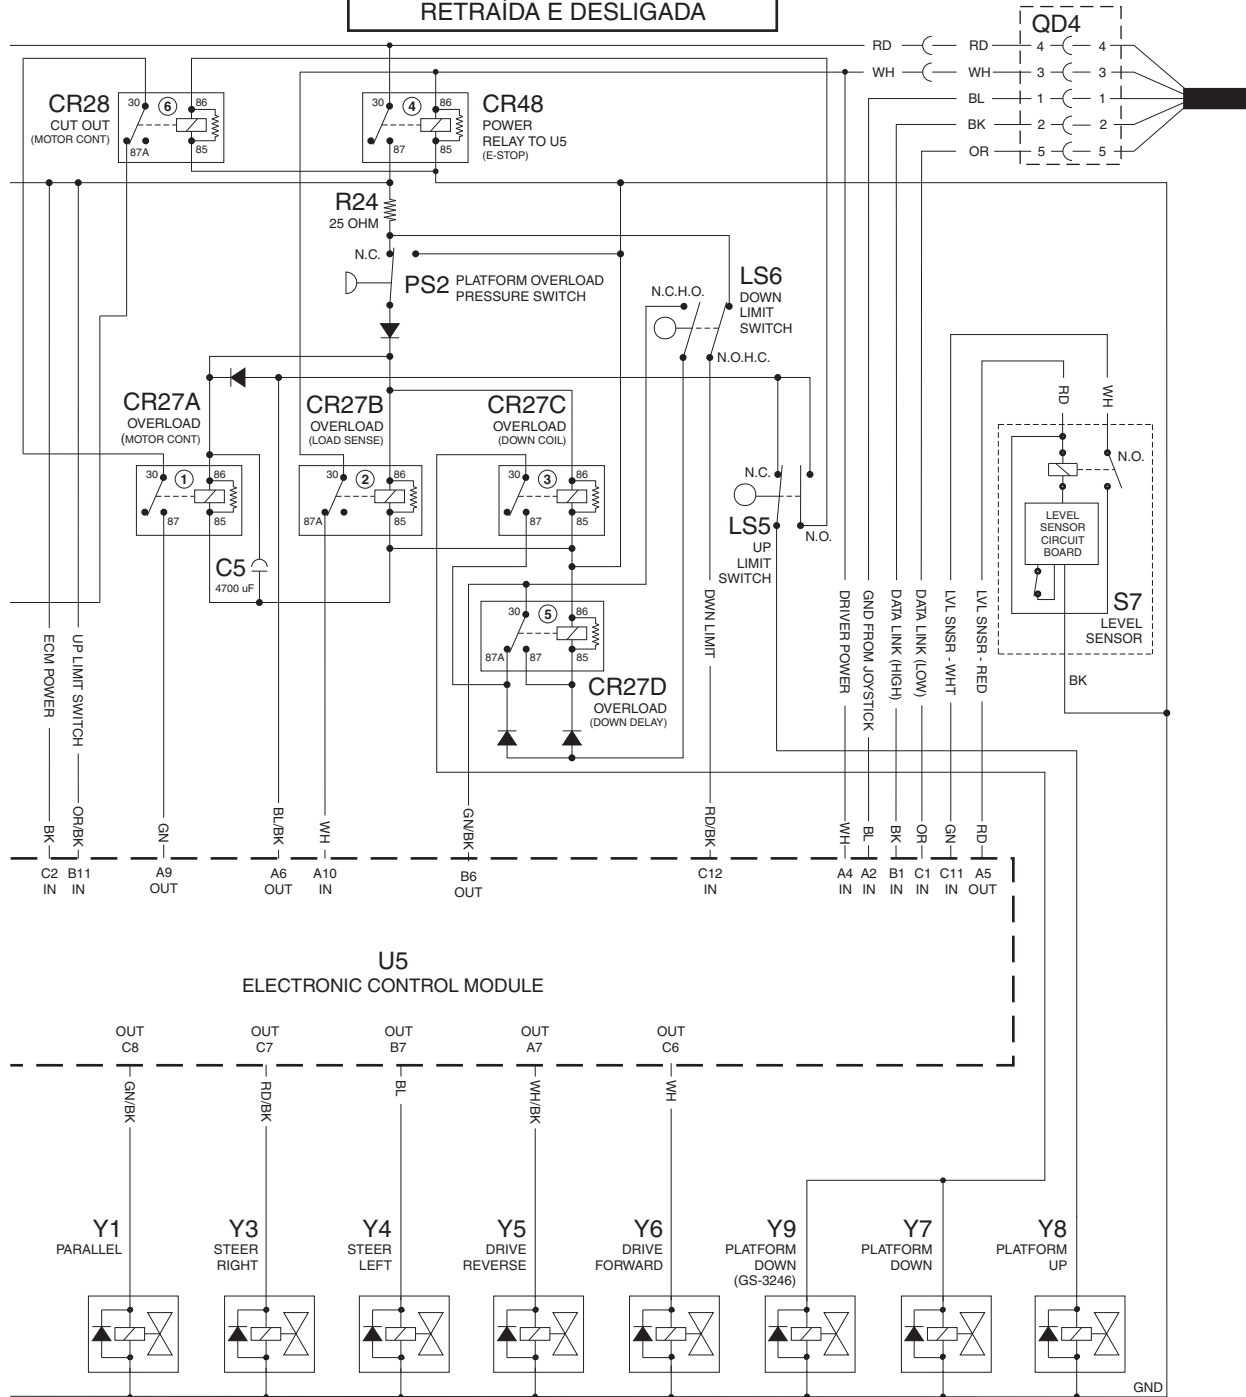 RETRAÍDA E DESLIGADA
QD4
RD RD 4 4
WH WH 3 3
BL 1 1
BK 2 2
OR 5 5
CR28
CUT OUT
(MOTOR CONT)
30 6 86
87A 85
30 4 86
87 85
CR48
POWER
RELAY TO U5
(E-STOP)
R24
25 OHM
N.C.
PS2 PLATFORM OVERLOAD
PRESSURE SWITCH
N.C.H.O.
LS6
DOWN
LIMIT
SWITCH
N.O.H.C.
CR27A
OVERLOAD
(MOTOR CONT)
30 1 86
87 85
CR27B
OVERLOAD
(LOAD SENSE)
30 2 86
87A 85
CR27C
OVERLOAD
(DOWN COIL)
30 3 86
87 85
N.C.
LS5
N.O.
UP
LIMIT
SWITCH
RD
WH
N.O.
LEVEL
SENSOR
CIRCUIT
BOARD
S7
LEVEL
SENSOR
BK
C5
4700 uF
30 5 86
87A 87 85
CR27D
OVERLOAD
(DOWN DELAY)
ECM POWER
UP LIMIT SWITCH
DWN LIMIT
DRIVER POWER
GND FROM JOYSTICK
DATA LINK (HIGH)
DATA LINK (LOW)
LVL SNSR - WHT
LVL SNSR - RED
BK
OR/BK
GN
BL/BK
WH
GN/BK
RD/BK
WH
BL
BK
OR
GN
RD
C2 B11 A9 A6 A10 B6 C12 A4 A2 B1 C1 C11 A5
IN IN OUT OUT IN OUT IN IN IN IN IN IN OUT
U5
ELECTRONIC CONTROL MODULE
OUT OUT OUT OUT OUT
C8 C7 B7 A7 C6
GN/BK
RD/BK
BL
WH/BK
WH
Y1
PARALLEL
Y3
STEER
RIGHT
Y4
STEER
LEFT
Y5
DRIVE
REVERSE
Y6
DRIVE
FORWARD
Y9
PLATFORM
DOWN
(GS-3246)
Y7
PLATFORM
DOWN
Y8
PLATFORM
UP
GND